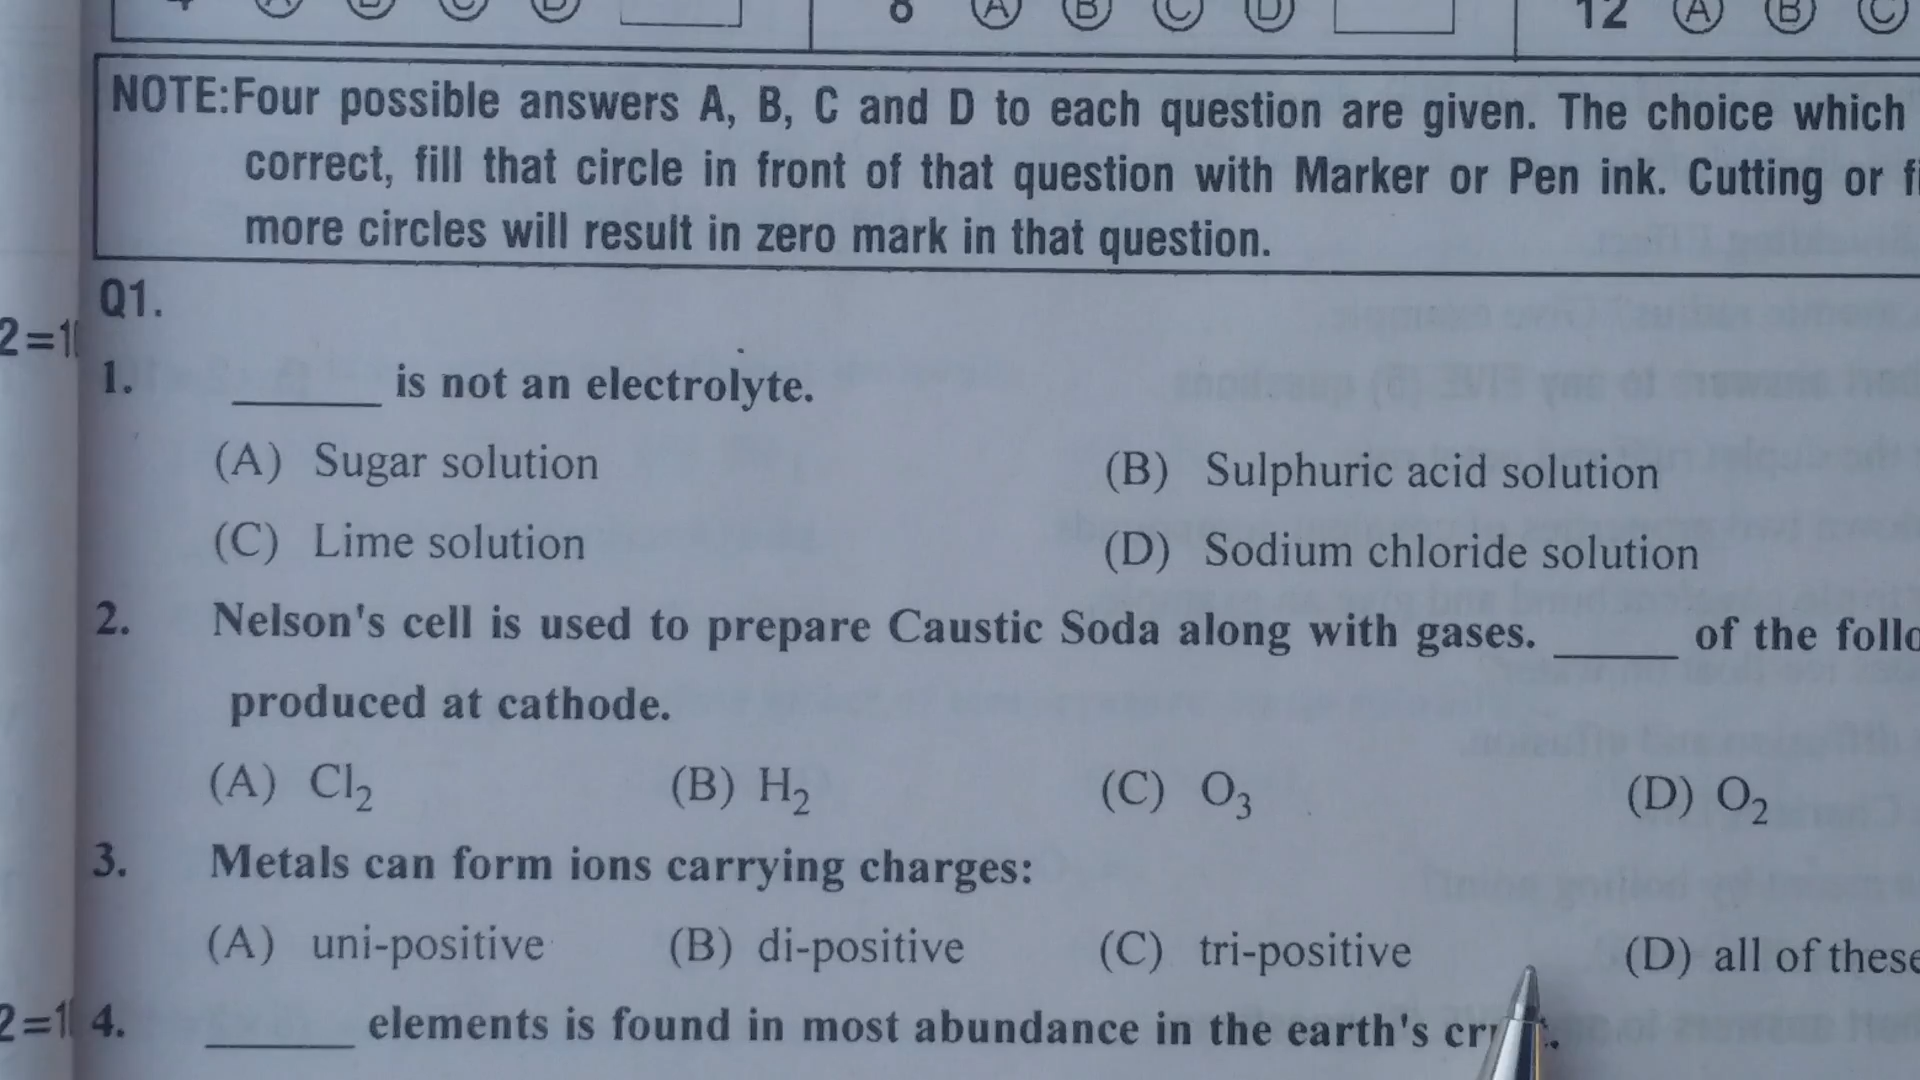 8 A B C D 12 A B C
NOTE:Four possible answers A, B, C and D to each question are given. The choice which
correct, fill that circle in front of that question with Marker or Pen ink. Cutting or
more circles will result in zero mark in that question.
Q1.
2=1
1. ______ is not an electrolyte.
(A) Sugar solution (B) Sulphuric acid solution
(C) Lime solution (D) Sodium chloride solution
2. Nelson's cell is used to prepare Caustic Soda along with gases. _____ of the
produced at cathode.
(A) Cl₂ (B) H₂ (C) O₃ (D) O₂
3. Metals can form ions carrying charges:
(A) uni-positive (B) di-positive (C) tri-positive (D) all of these
2=1 4. ______ elements is found in most abundance in the earth's